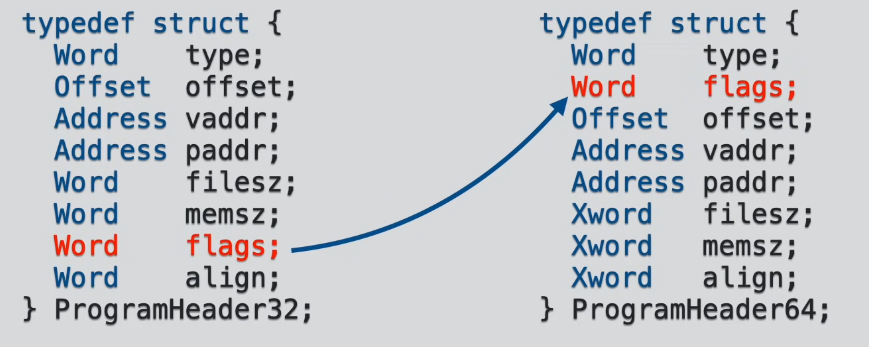 typedef struct {
  Word    type;
  Offset  offset;
  Address vaddr;
  Address paddr;
  Word    filesz;
  Word    memsz;
  Word    flags;
  Word    align;
} ProgramHeader32;
typedef struct {
  Word    type;
  Word    flags;
  Offset  offset;
  Address vaddr;
  Address paddr;
  Xword   filesz;
  Xword   memsz;
  Xword   align;
} ProgramHeader64;